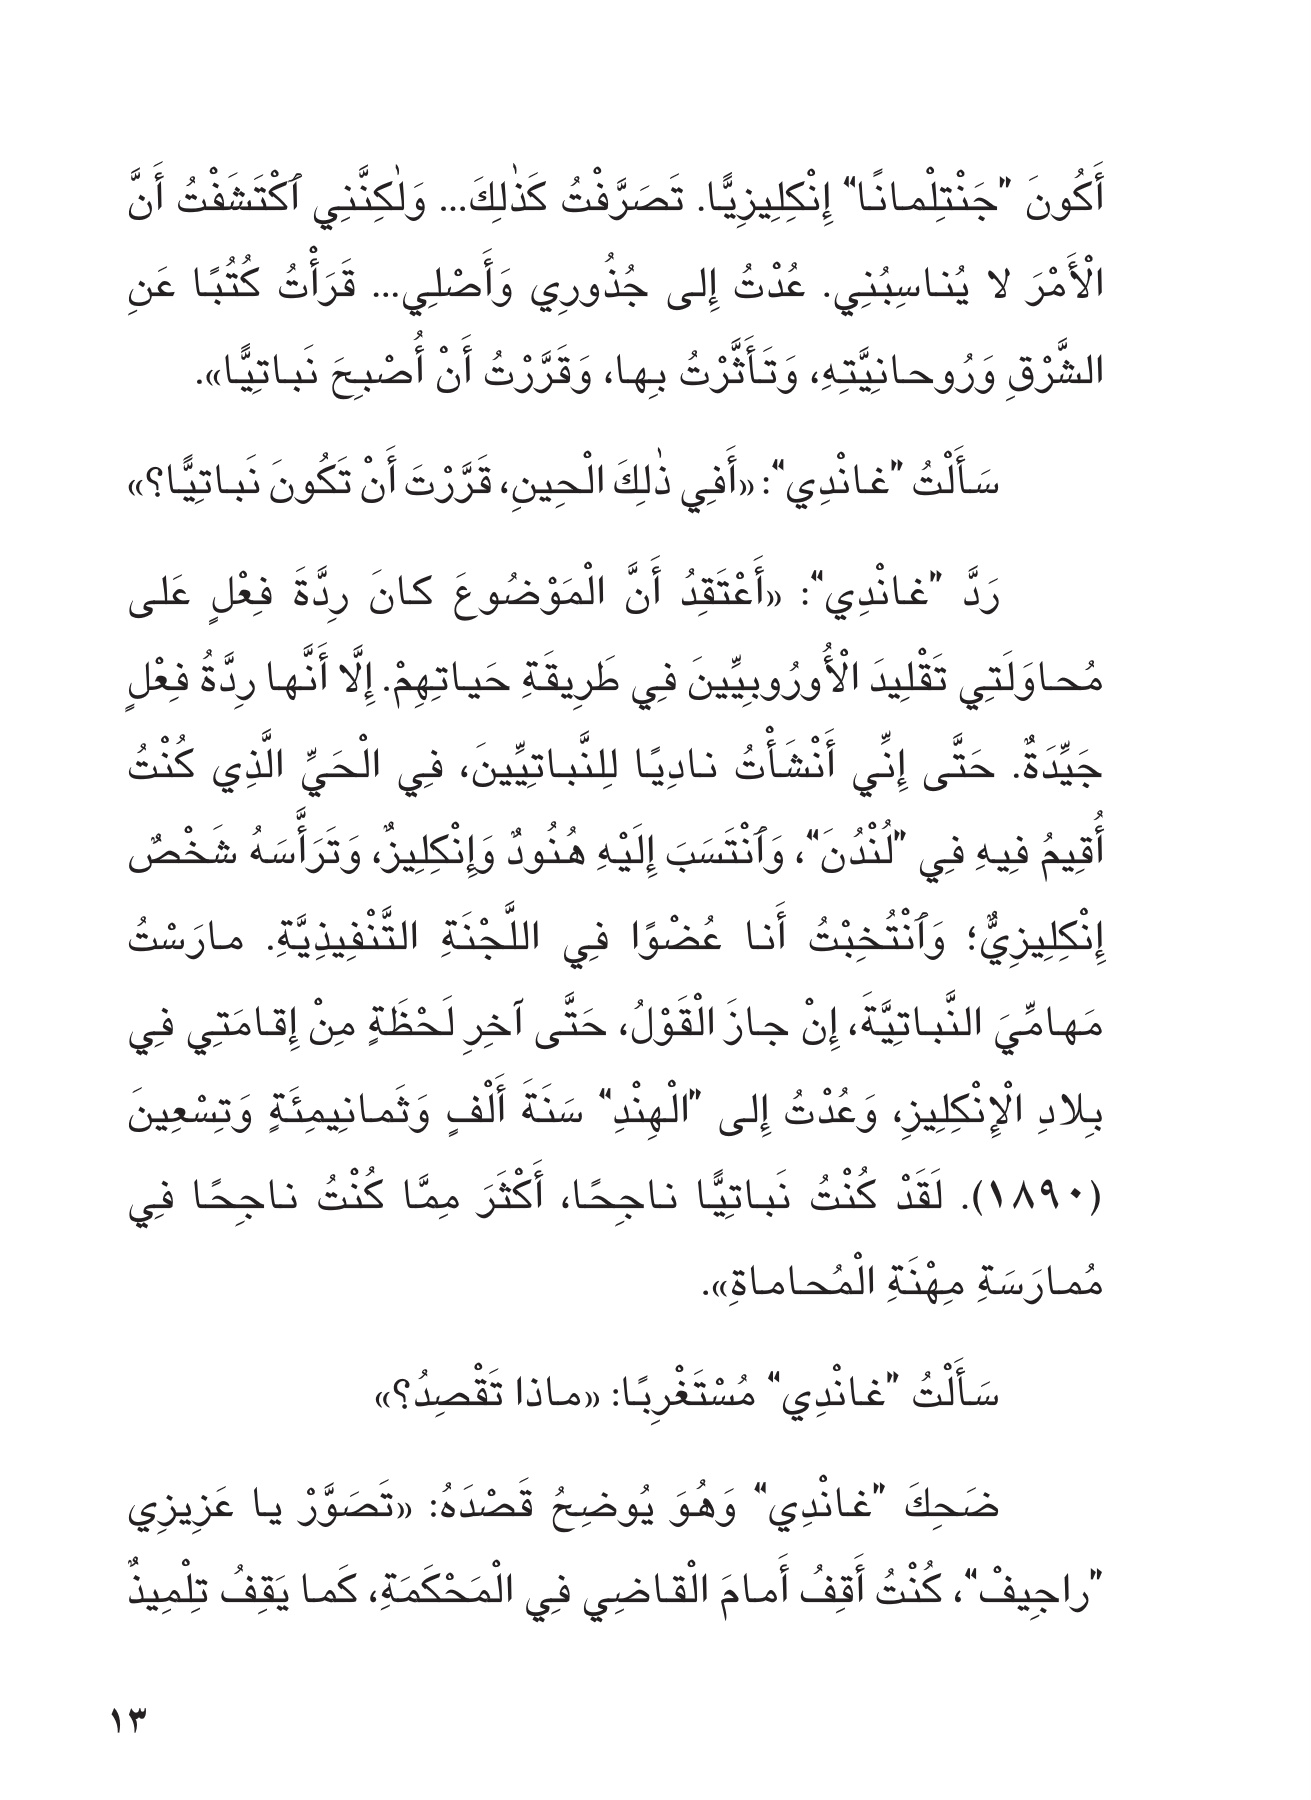 أَكُونَ "جَنْتِلْمانًا" إِنْكِلِيزِيًّا. تَصَرَّفْتُ كَذٰلِكَ... وَلٰكِنَّنِي ٱكْتَشَفْتُ أَنَّ
الْأَمْرَ لا يُناسِبُنِي. عُدْتُ إِلى جُذُورِي وَأَصْلِي... قَرَأْتُ كُتُبًا عَنِ
الشَّرْقِ وَرُوحانِيَّتِهِ، وَتَأَثَّرْتُ بِها، وَقَرَّرْتُ أَنْ أُصْبِحَ نَباتِيًّا».
سَأَلْتُ "غانْدِي": «أَفِي ذٰلِكَ الْحِينِ، قَرَّرْتَ أَنْ تَكُونَ نَباتِيًّا؟»
رَدَّ "غانْدِي": «أَعْتَقِدُ أَنَّ الْمَوْضُوعَ كانَ رِدَّةَ فِعْلٍ عَلى
مُحاوَلَتِي تَقْلِيدَ الْأُورُوبِيِّينَ فِي طَرِيقَةِ حَياتِهِمْ. إِلَّا أَنَّها رِدَّةُ فِعْلٍ
جَيِّدَةٌ. حَتَّى إِنِّي أَنْشَأْتُ نادِيًا لِلنَّباتِيِّينَ، فِي الْحَيِّ الَّذِي كُنْتُ
أُقِيمُ فِيهِ فِي "لُنْدُنَ"، وَٱنْتَسَبَ إِلَيْهِ هُنُودٌ وَإِنْكِلِيزٌ، وَتَرَأَّسَهُ شَخْصٌ
إِنْكِلِيزِيٌّ؛ وَٱنْتُخِبْتُ أَنا عُضْوًا فِي اللَّجْنَةِ التَّنْفِيذِيَّةِ. مارَسْتُ
مَهامِّيَ النَّباتِيَّةَ، إِنْ جازَ الْقَوْلُ، حَتَّى آخِرِ لَحْظَةٍ مِنْ إِقامَتِي فِي
بِلادِ الْإِنْكِلِيزِ، وَعُدْتُ إِلى "الْهِنْدِ" سَنَةَ أَلْفٍ وَثَمانِيمِئَةٍ وَتِسْعِينَ
(١٨٩٠). لَقَدْ كُنْتُ نَباتِيًّا ناجِحًا، أَكْثَرَ مِمَّا كُنْتُ ناجِحًا فِي
مُمارَسَةِ مِهْنَةِ الْمُحاماةِ».
سَأَلْتُ "غانْدِي" مُسْتَغْرِبًا: «ماذا تَقْصِدُ؟»
ضَحِكَ "غانْدِي" وَهُوَ يُوضِحُ قَصْدَهُ: «تَصَوَّرْ يا عَزِيزِي
"راجِيفْ"، كُنْتُ أَقِفُ أَمامَ الْقاضِي فِي الْمَحْكَمَةِ، كَما يَقِفُ تِلْمِيذٌ
١٣